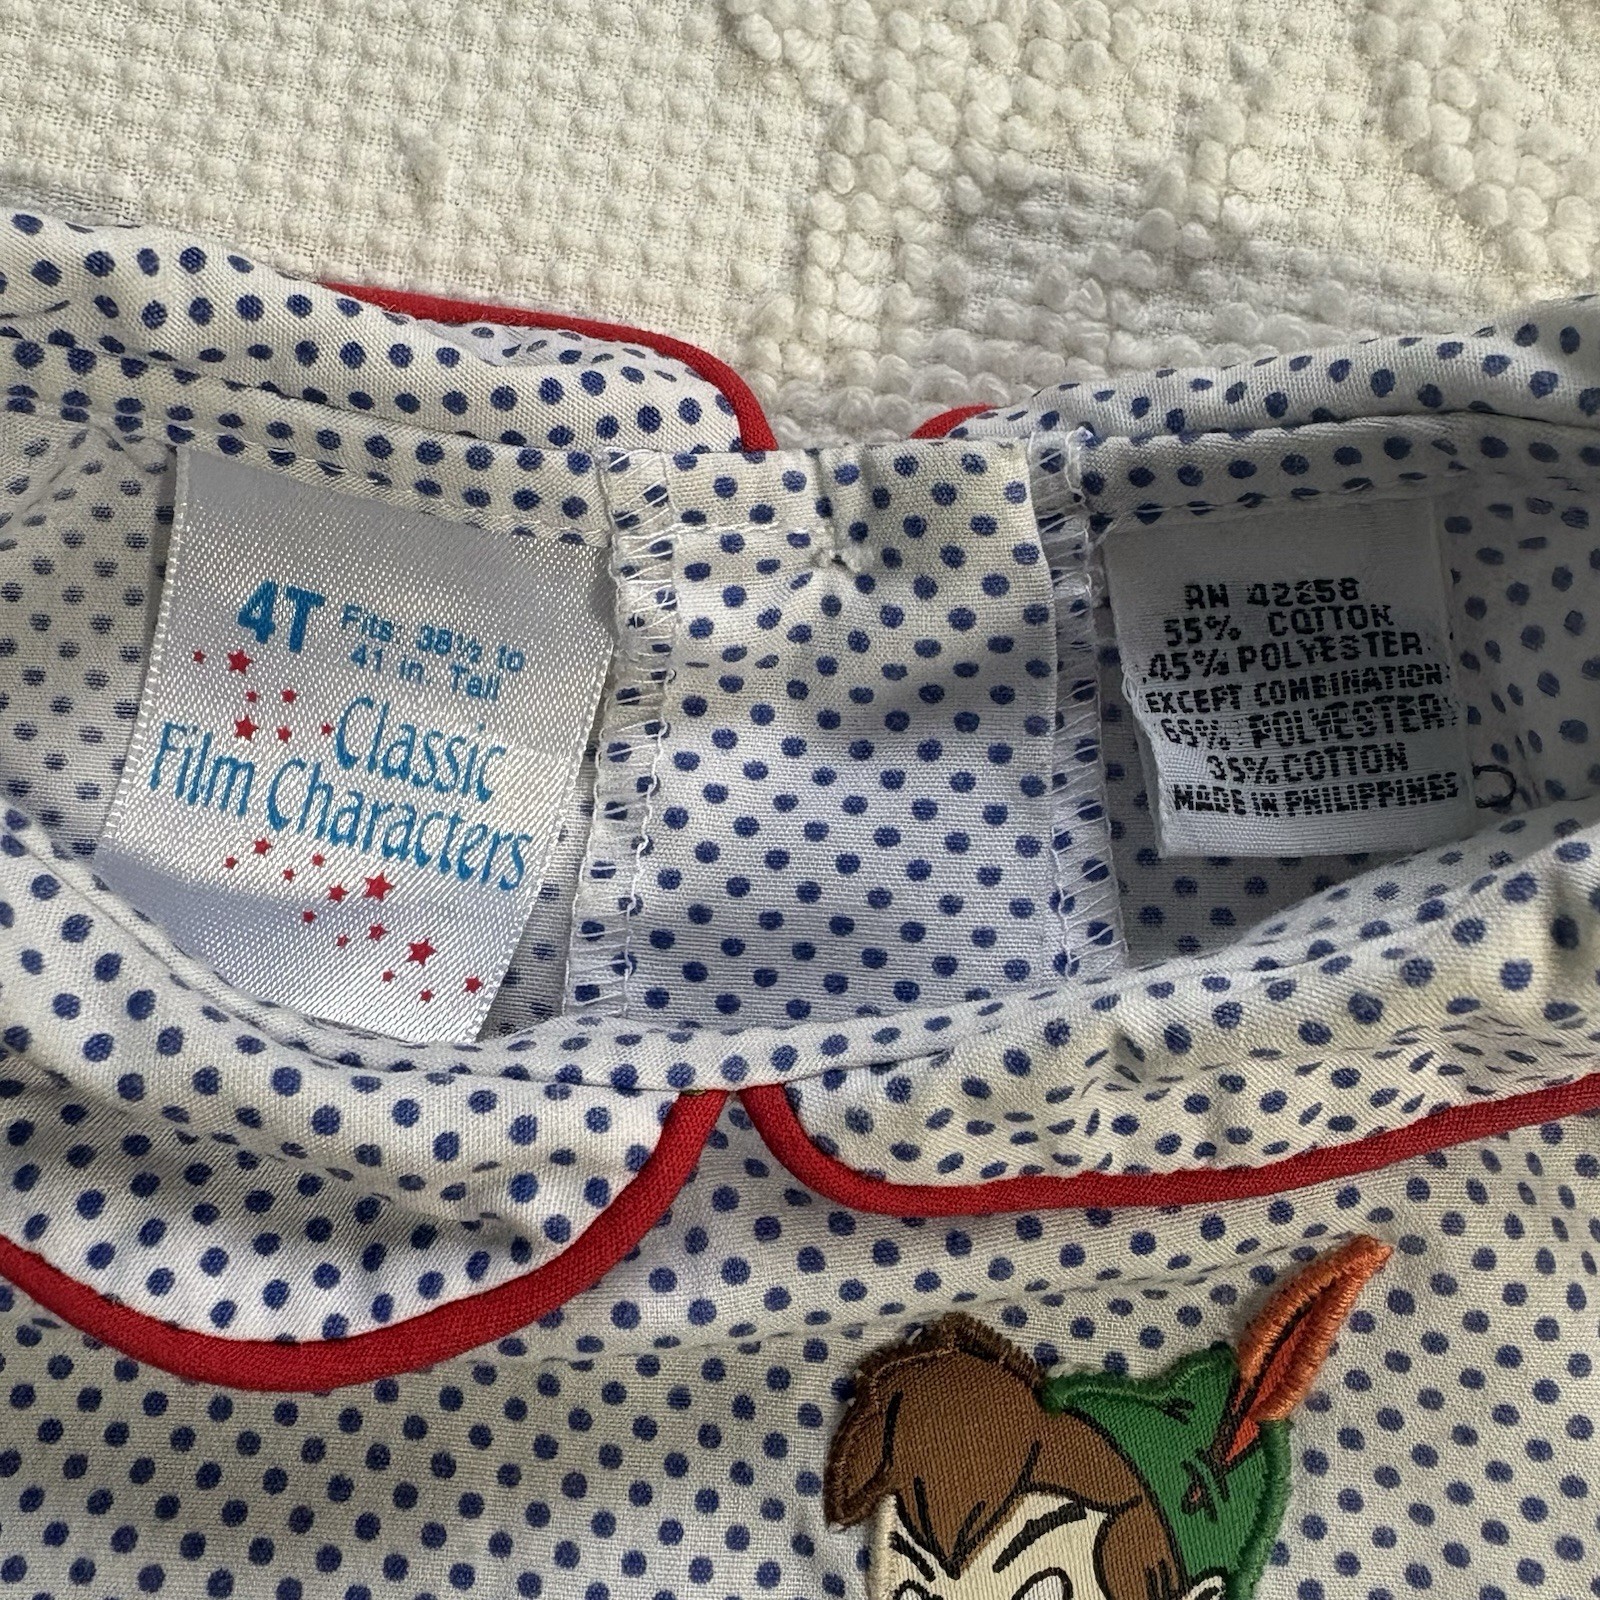 4T Fits 38½ to
41 in. Tall
Classic
Film Characters
RN 42258
55% COTTON
45% POLYESTER
EXCEPT COMBINATION
65% POLYESTER
35% COTTON
MADE IN PHILIPPINES